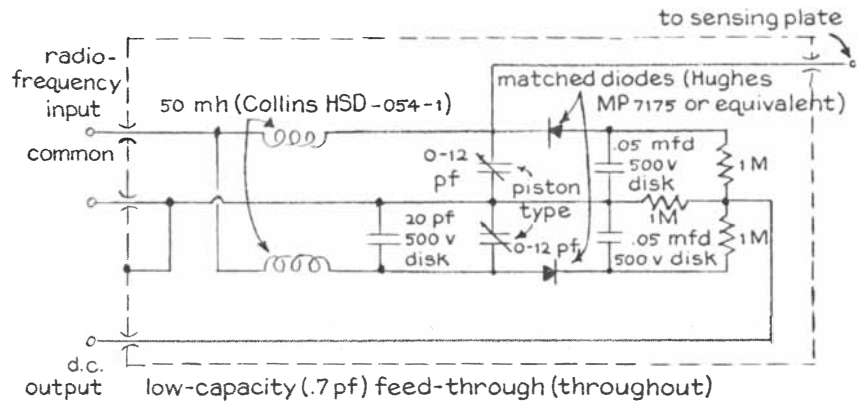 to sensing plate
radio-
frequency
input
common
50 mh (Collins HSD-054-1)
matched diodes (Hughes
MP 7175 or equivalent)
0-12
pf
.05 mfd
500 v
disk
1M
piston
type
1M
20 pf
500 v
disk
0-12 pf
.05 mfd
500 v disk
1M
d.c.
output
low-capacity (.7 pf) feed-through (throughout)